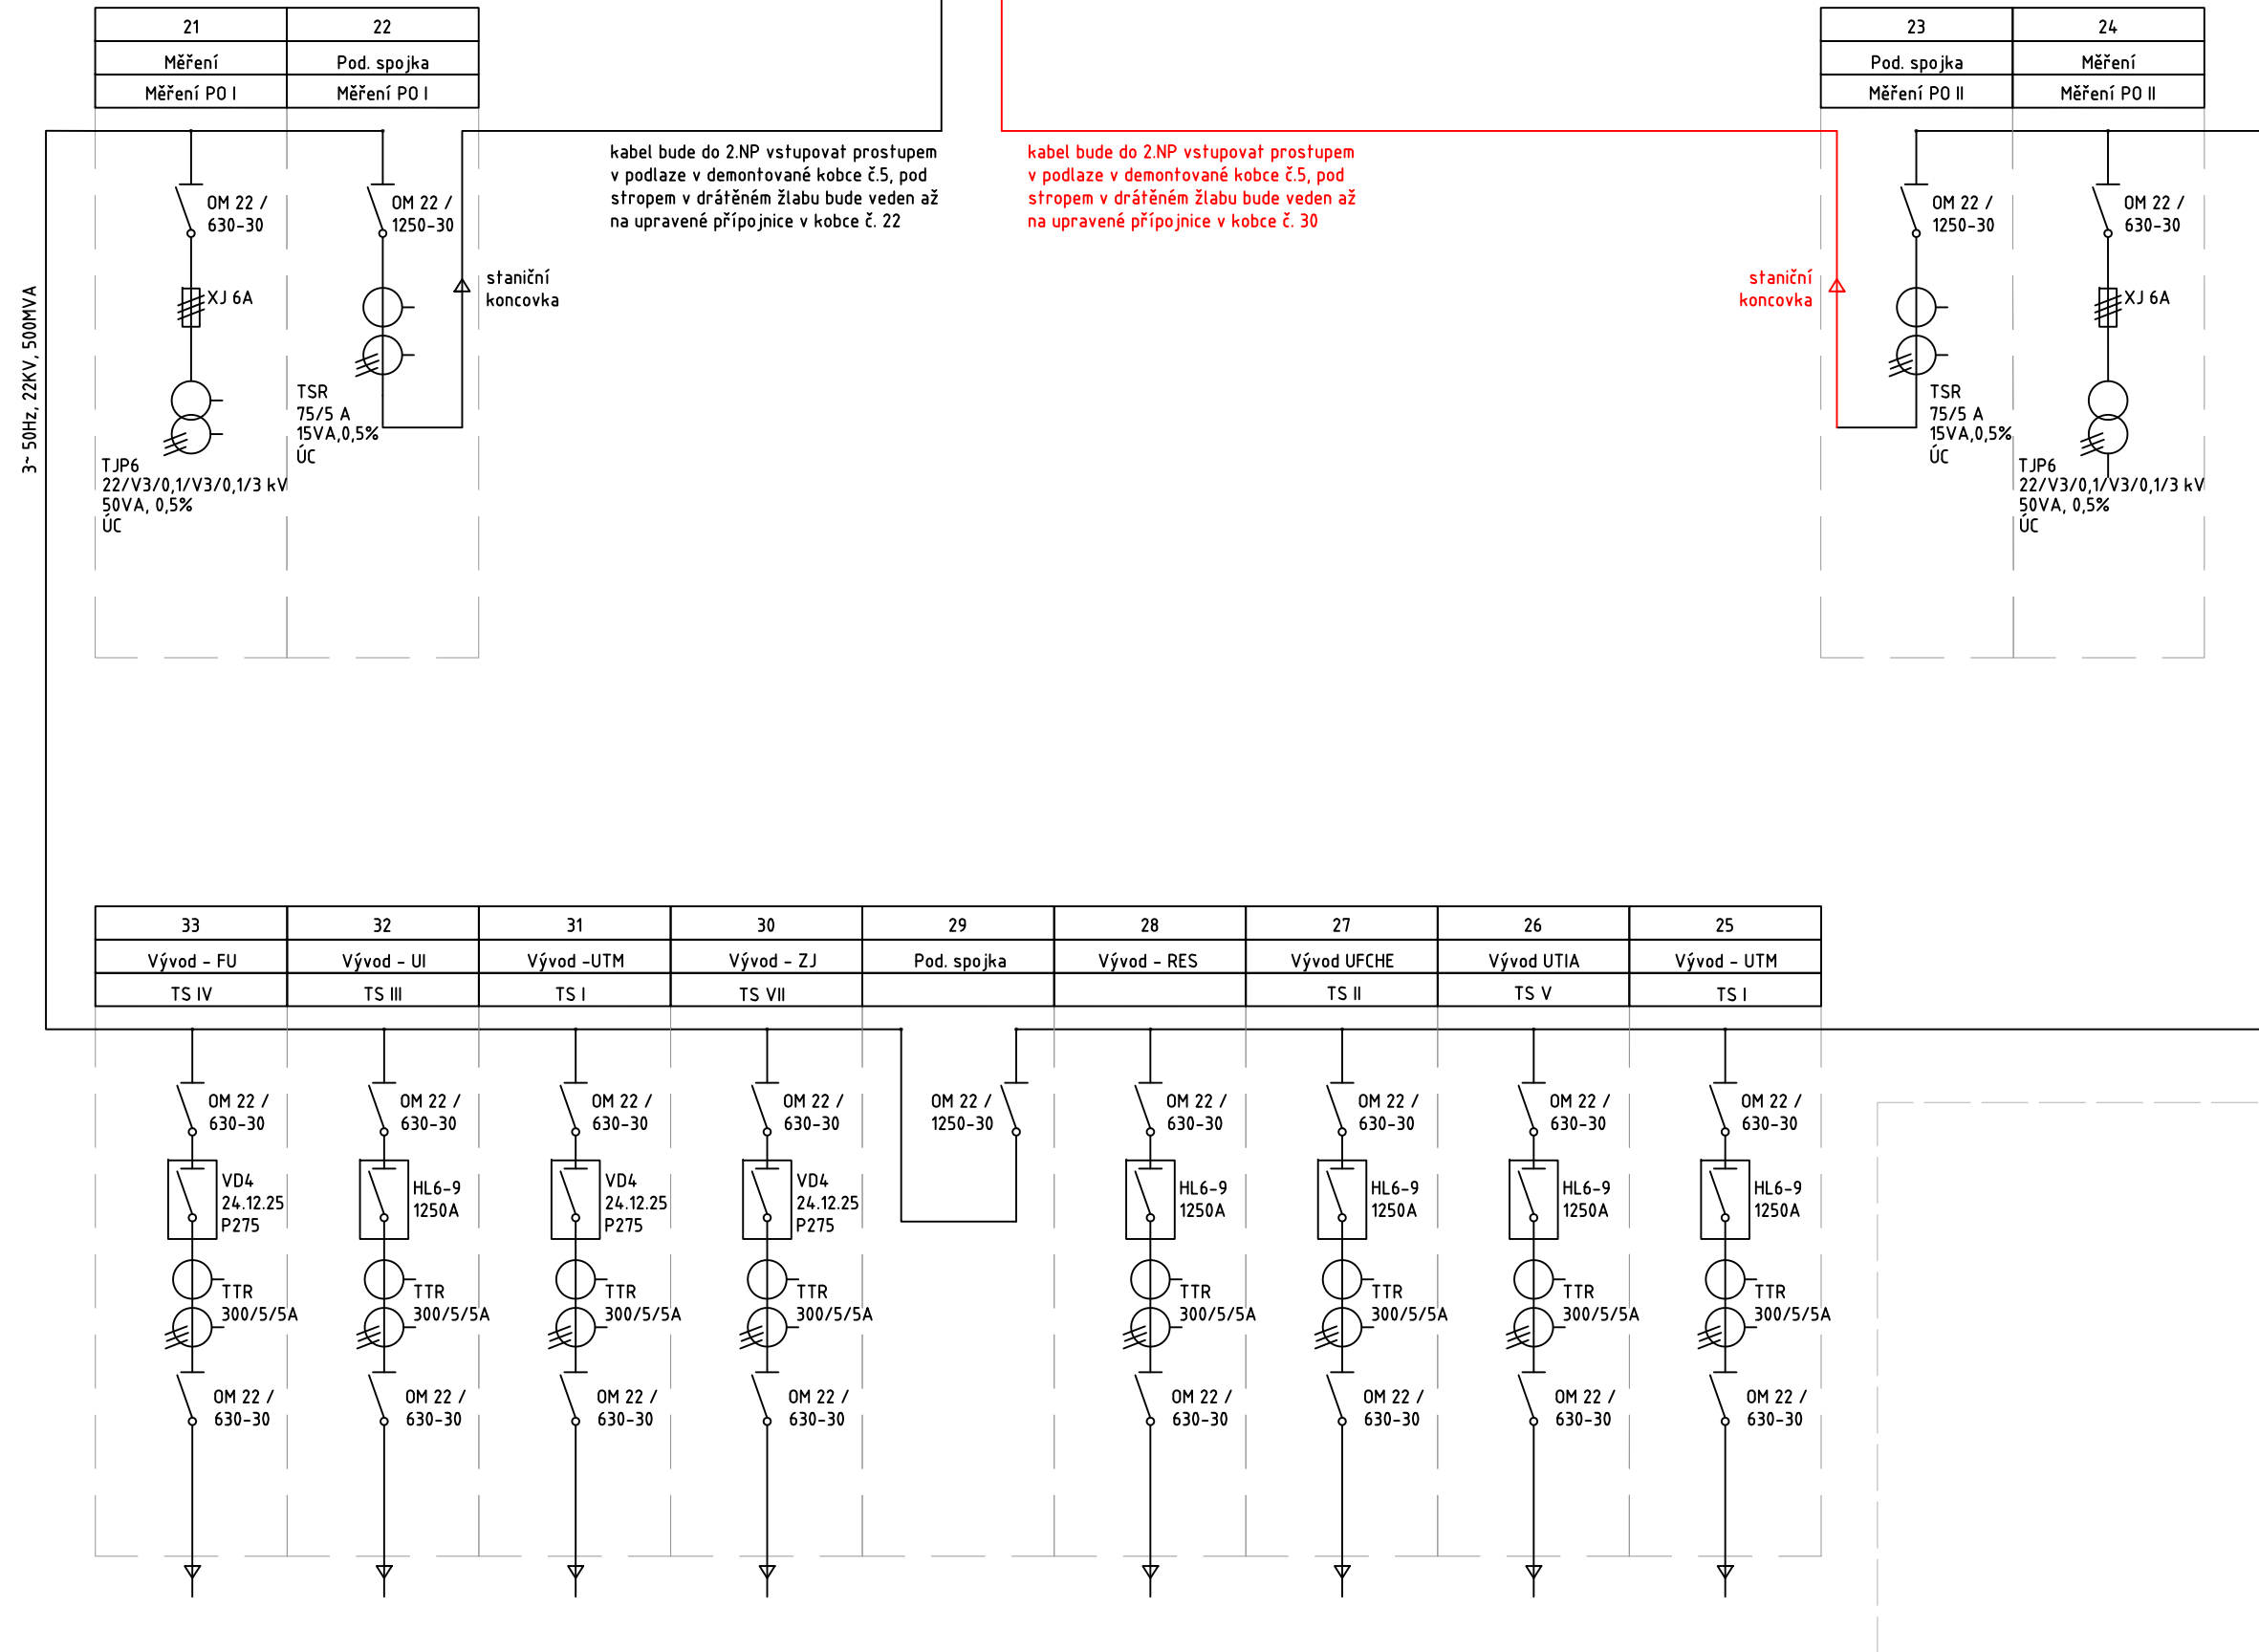 21
22
Měření
Pod. spojka
Měření PO I
Měření PO I
23
24
Pod. spojka
Měření
Měření PO II
Měření PO II
3~ 50Hz, 22KV, 500MVA
OM 22 /
630-30
XJ 6A
TJP6
22/V3/0,1/V3/0,1/3 kV
50VA, 0,5%
ÚC
OM 22 /
1250-30
TSR
75/5 A
15VA,0,5%
ÚC
staniční
koncovka
kabel bude do 2.NP vstupovat prostupem
v podlaze v demontované kobce č.5, pod
stropem v drátěném žlabu bude veden až
na upravené přípojnice v kobce č. 22
kabel bude do 2.NP vstupovat prostupem
v podlaze v demontované kobce č.5, pod
stropem v drátěném žlabu bude veden až
na upravené přípojnice v kobce č. 30
staniční
koncovka
OM 22 /
1250-30
TSR
75/5 A
15VA,0,5%
ÚC
OM 22 /
630-30
XJ 6A
TJP6
22/V3/0,1/V3/0,1/3 kV
50VA, 0,5%
ÚC
33
32
31
30
29
28
27
26
25
Vývod - FU
Vývod - UI
Vývod -UTM
Vývod - ZJ
Pod. spojka
Vývod - RES
Vývod UFCHE
Vývod UTIA
Vývod - UTM
TS IV
TS III
TS I
TS VII
TS II
TS V
TS I
OM 22 /
630-30
VD4
24.12.25
P275
TTR
300/5/5A
OM 22 /
630-30
OM 22 /
630-30
HL6-9
1250A
TTR
300/5/5A
OM 22 /
630-30
OM 22 /
630-30
VD4
24.12.25
P275
TTR
300/5/5A
OM 22 /
630-30
OM 22 /
630-30
VD4
24.12.25
P275
TTR
300/5/5A
OM 22 /
630-30
OM 22 /
1250-30
OM 22 /
630-30
HL6-9
1250A
TTR
300/5/5A
OM 22 /
630-30
OM 22 /
630-30
HL6-9
1250A
TTR
300/5/5A
OM 22 /
630-30
OM 22 /
630-30
HL6-9
1250A
TTR
300/5/5A
OM 22 /
630-30
OM 22 /
630-30
HL6-9
1250A
TTR
300/5/5A
OM 22 /
630-30